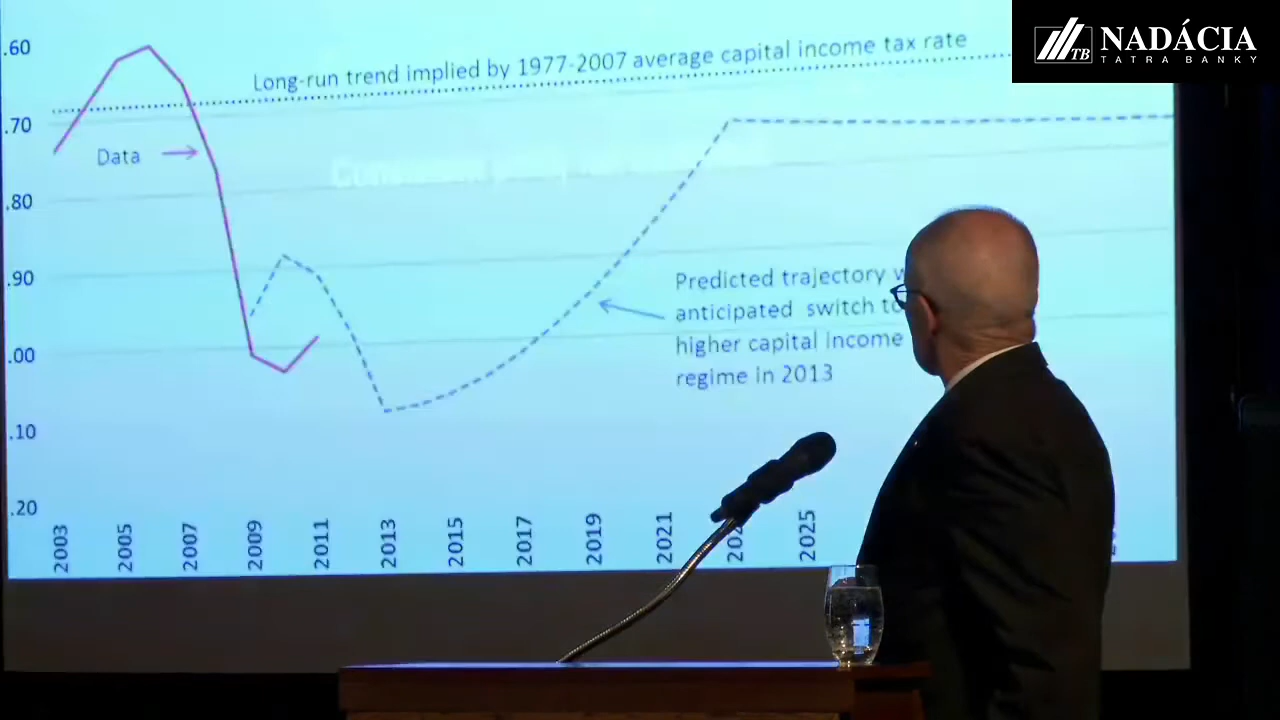 NADÁCIA
TB
TATRA BANKY
.60
Long-run trend implied by 1977-2007 average capital income tax rate
.70
Data
.80
.90
Predicted trajectory
anticipated switch to
higher capital income
regime in 2013
.00
.10
.20
2003
2005
2007
2009
2011
2013
2015
2017
2019
2021
2025